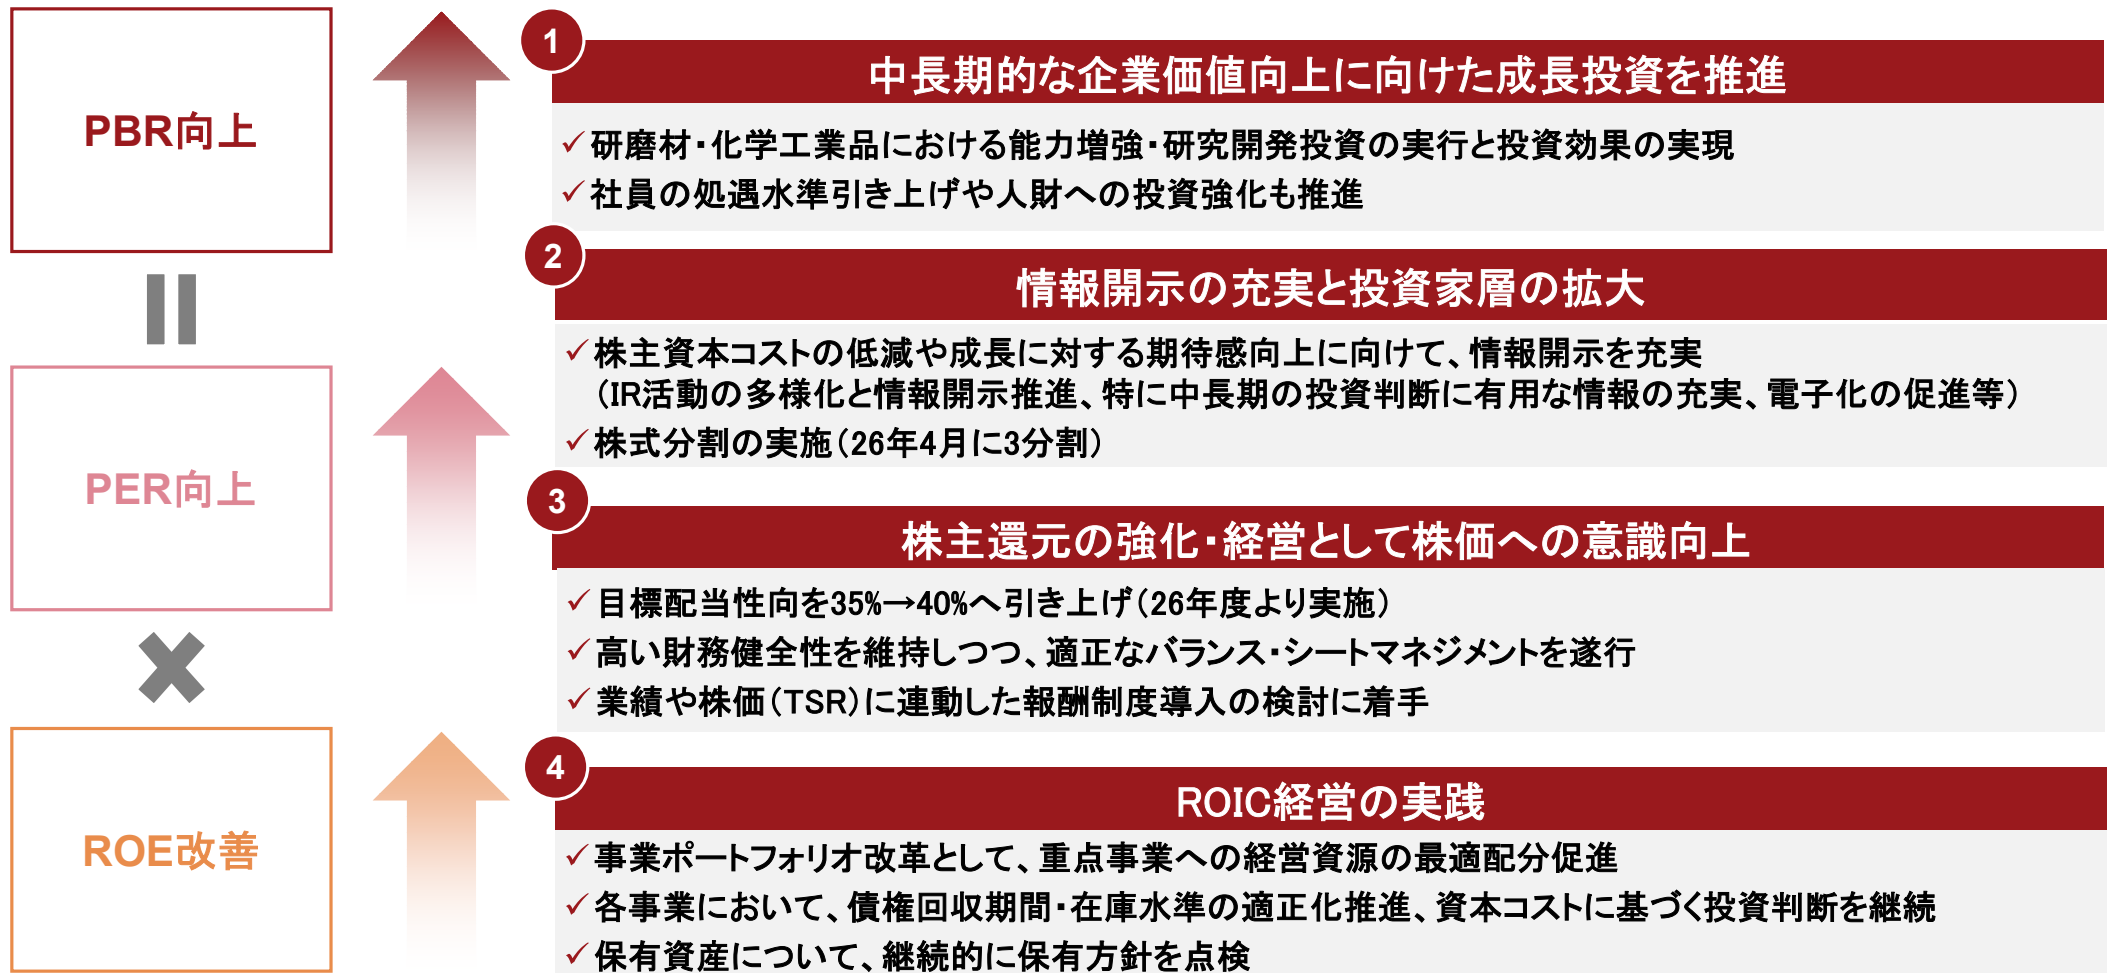 PBR向上
PER向上
ROE改善
1
中長期的な企業価値向上に向けた成長投資を推進
✓研磨材・化学工業品における能力増強・研究開発投資の実行と投資効果の実現
✓社員の処遇水準引き上げや人財への投資強化も推進
2
情報開示の充実と投資家層の拡大
✓株主資本コストの低減や成長に対する期待感向上に向けて、情報開示を充実
（IR活動の多様化と情報開示推進、特に中長期の投資判断に有用な情報の充実、電子化の促進等）
✓株式分割の実施（26年4月に3分割）
3
株主還元の強化・経営として株価への意識向上
✓目標配当性向を35%→40%へ引き上げ（26年度より実施）
✓高い財務健全性を維持しつつ、適正なバランス・シートマネジメントを遂行
✓業績や株価（TSR）に連動した報酬制度導入の検討に着手
4
ROIC経営の実践
✓事業ポートフォリオ改革として、重点事業への経営資源の最適配分促進
✓各事業において、債権回収期間・在庫水準の適正化推進、資本コストに基づく投資判断を継続
✓保有資産について、継続的に保有方針を点検